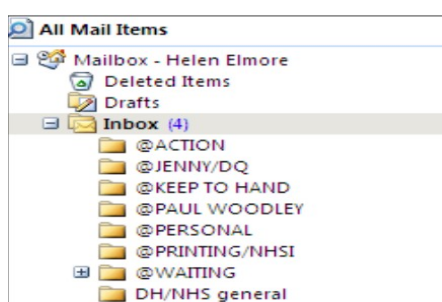 All Mail Items
Mailbox - Helen Elmore
Deleted Items
Drafts
Inbox (4)
@ACTION
@JENNY/DQ
@KEEP TO HAND
@PAUL WOODLEY
@PERSONAL
@PRINTING/NHSI
@WAITING
DH/NHS general